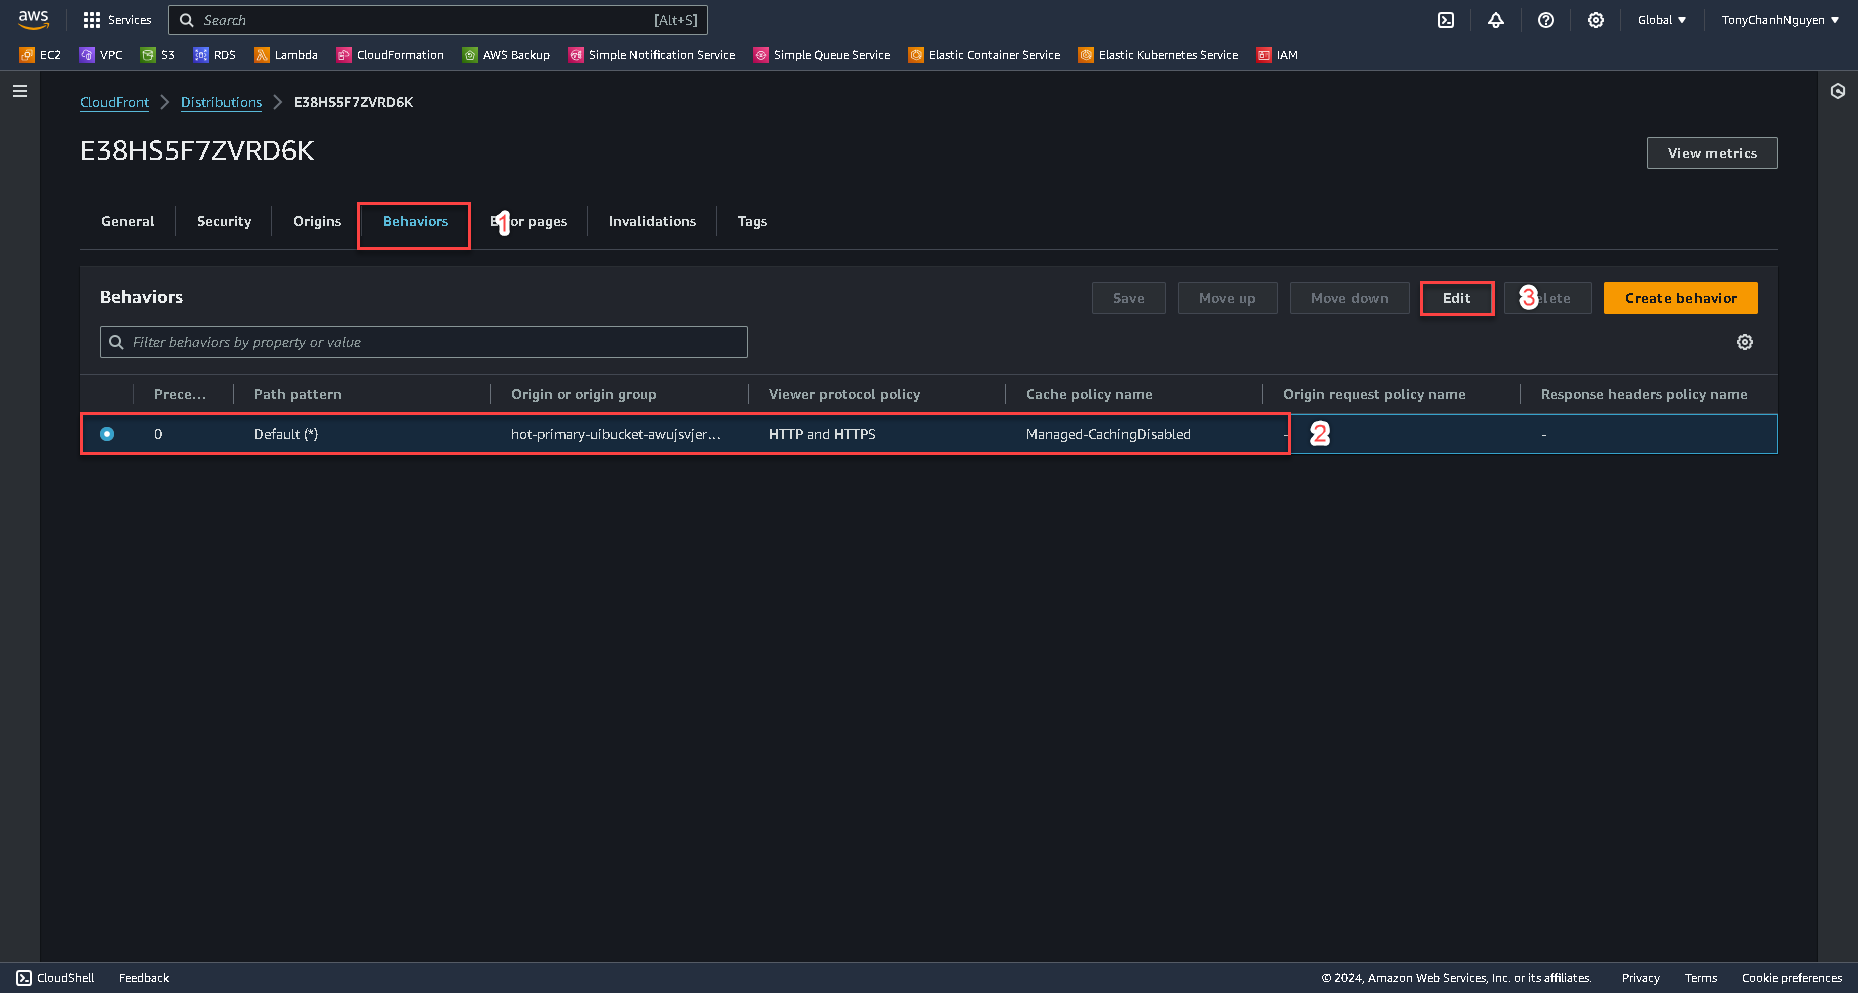 aws Services Search [Alt+S] Global TonyChanhNguyen
EC2 VPC S3 RDS Lambda CloudFormation AWS Backup Simple Notification Service Simple Queue Service Elastic Container Service Elastic Kubernetes Service IAM
CloudFront Distributions E38HS5F7ZVRD6K
E38HS5F7ZVRD6K
View metrics
General Security Origins Behaviors 1 pages Invalidations Tags
Behaviors Save Move up Move down Edit 3 Create behavior
Filter behaviors by property or value
Prece... Path pattern Origin or origin group Viewer protocol policy Cache policy name Origin request policy name Response headers policy name
0 Default (*) hot-primary-uibucket-awujsvjer... HTTP and HTTPS Managed-CachingDisabled - 2 -
CloudShell Feedback © 2024, Amazon Web Services, Inc. or its affiliates. Privacy Terms Cookie preferences